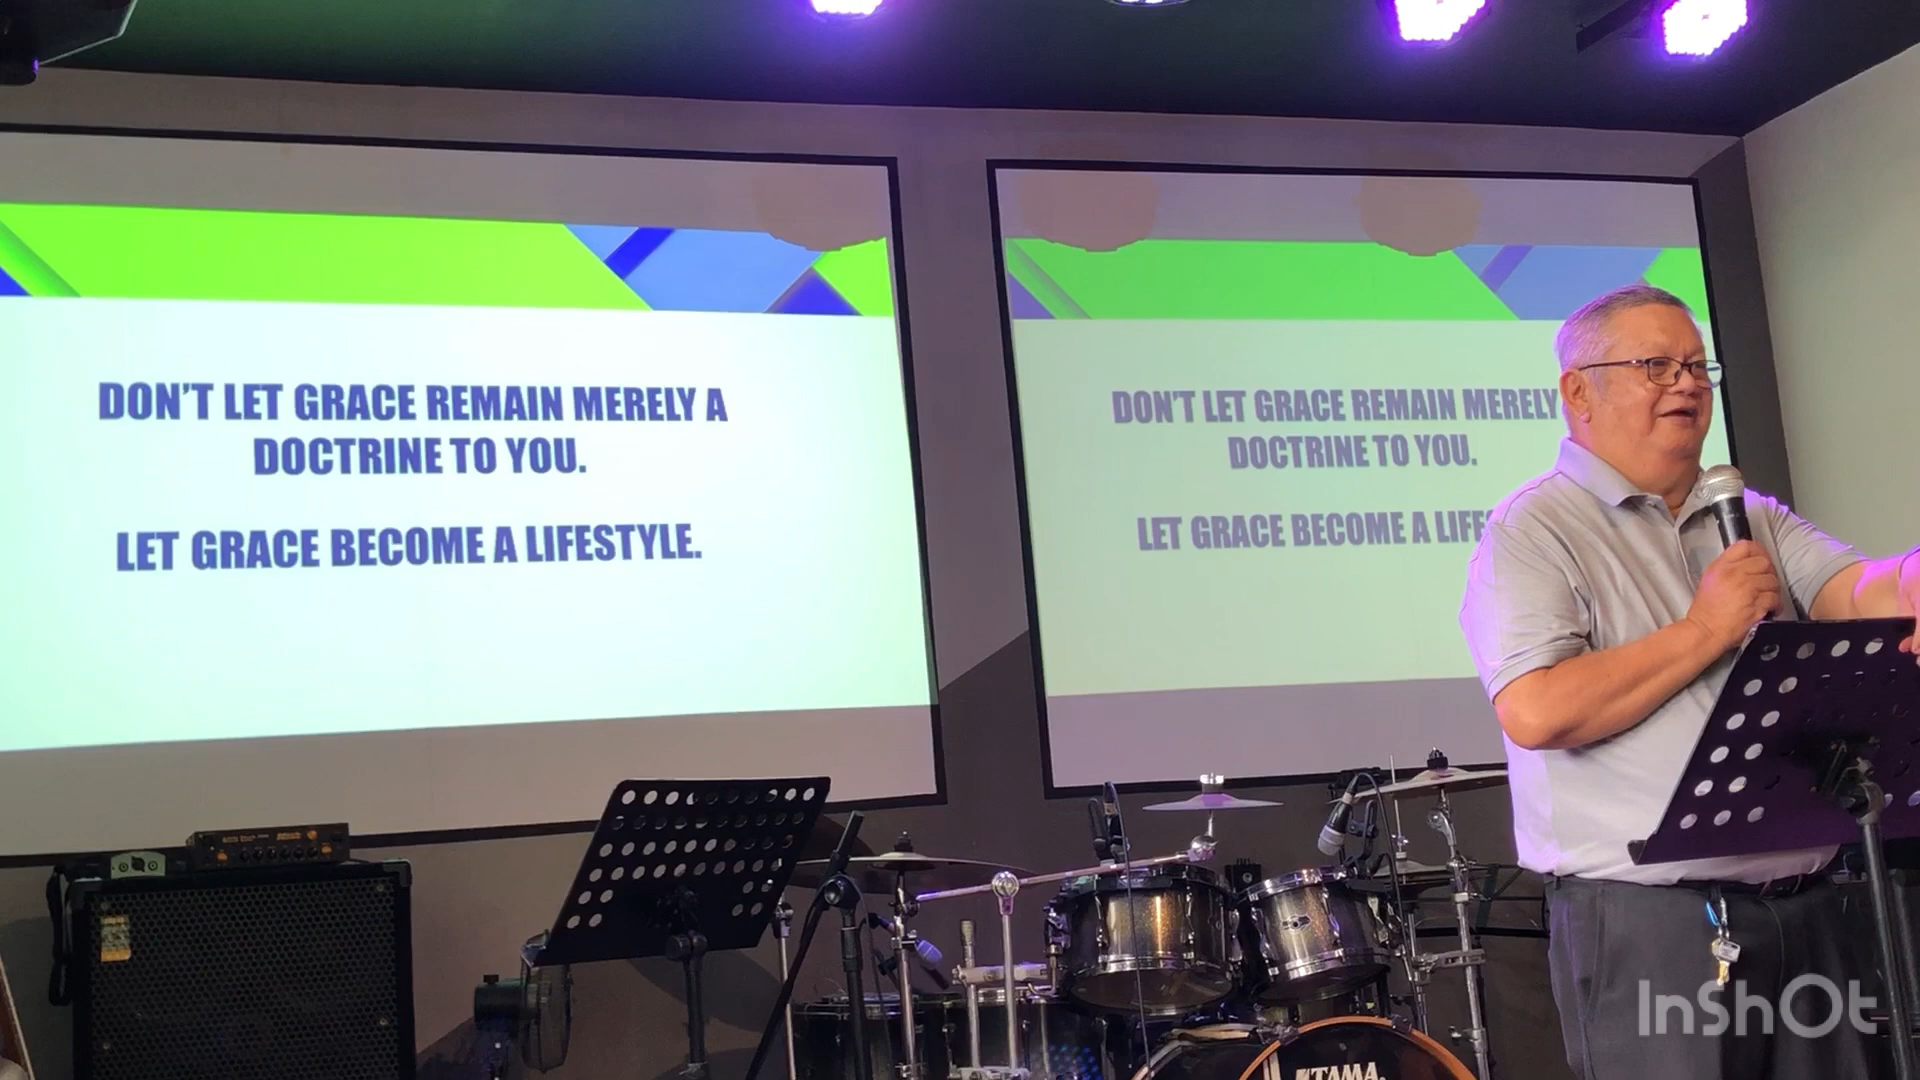 DON'T LET GRACE REMAIN MERELY A
DOCTRINE TO YOU.
LET GRACE BECOME A LIFESTYLE.
DON'T LET GRACE REMAIN MERELY
DOCTRINE TO YOU.
LET GRACE BECOME A LIFES
TAMA.
InShOt